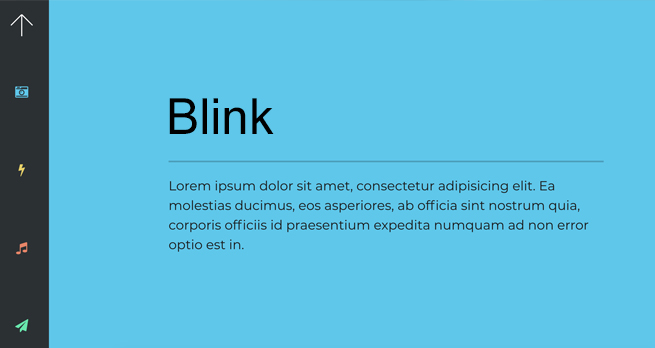 Blink
Lorem ipsum dolor sit amet, consectetur adipisicing elit. Ea
molestias ducimus, eos asperiores, ab officia sint nostrum quia,
corporis officiis id praesentium expedita numquam ad non error
optio est in.